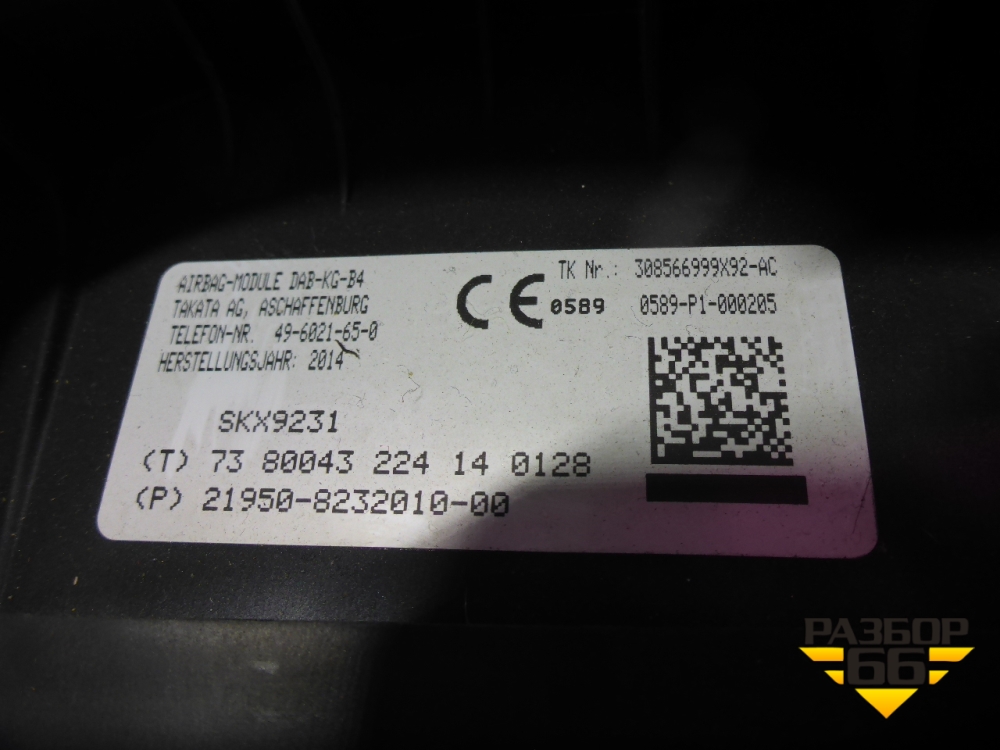 AIRBAG-MODULE DAB-KG-B4
TAKATA AG, ASCHAFFENBURG
TELEFON-NR. 49-6021-65-0
HERSTELLUNGSJAHR: 2014
CE 0589
TK Nr.: 308566999X92-AC
0589-P1-000205
SKX9231
(T) 73 80043 224 14 0128
(P) 21950-8232010-00
РАЗБОР
66